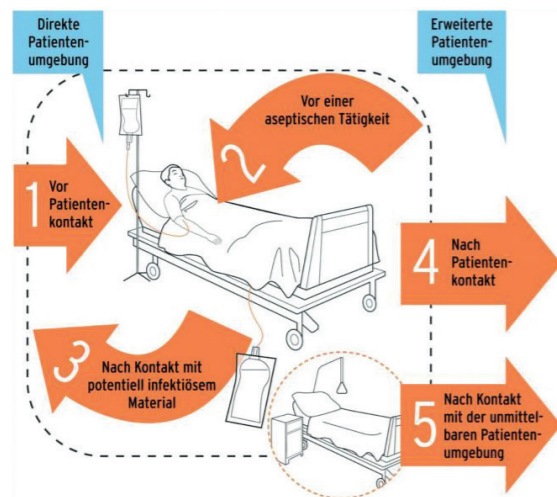 Direkte
Patienten-
umgebung
Erweiterte
Patienten-
umgebung
1
Vor
Patienten-
kontakt
2
Vor einer
aseptischen Tätigkeit
3
Nach Kontakt mit
potentiell infektiösem
Material
4
Nach
Patienten-
kontakt
5
Nach Kontakt
mit der unmittel-
baren Patienten-
umgebung